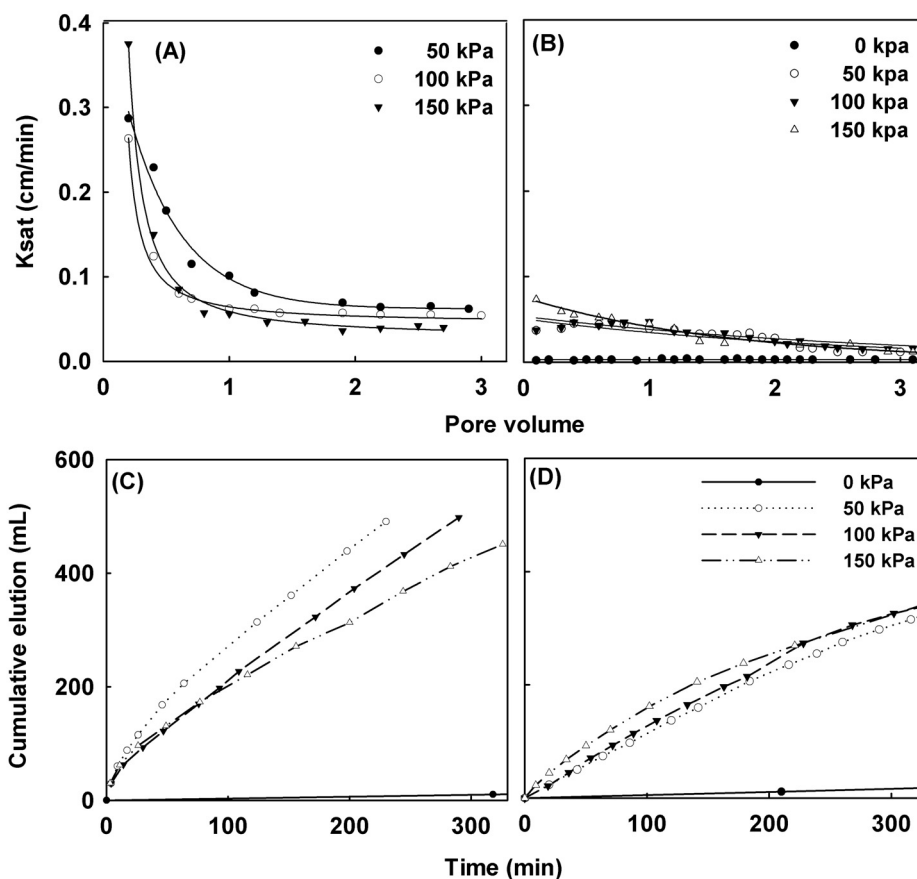 0.4
0.3
0.2
0.1
0.0
Ksat (cm/min)
(A)
50 kPa
100 kPa
150 kPa
0 1 2 3
(B)
0 kpa
50 kpa
100 kpa
150 kpa
0 1 2 3
Pore volume
600
400
200
0
Cumulative elution (mL)
(C)
0 100 200 300
(D)
0 kPa
50 kPa
100 kPa
150 kPa
0 100 200 300
Time (min)